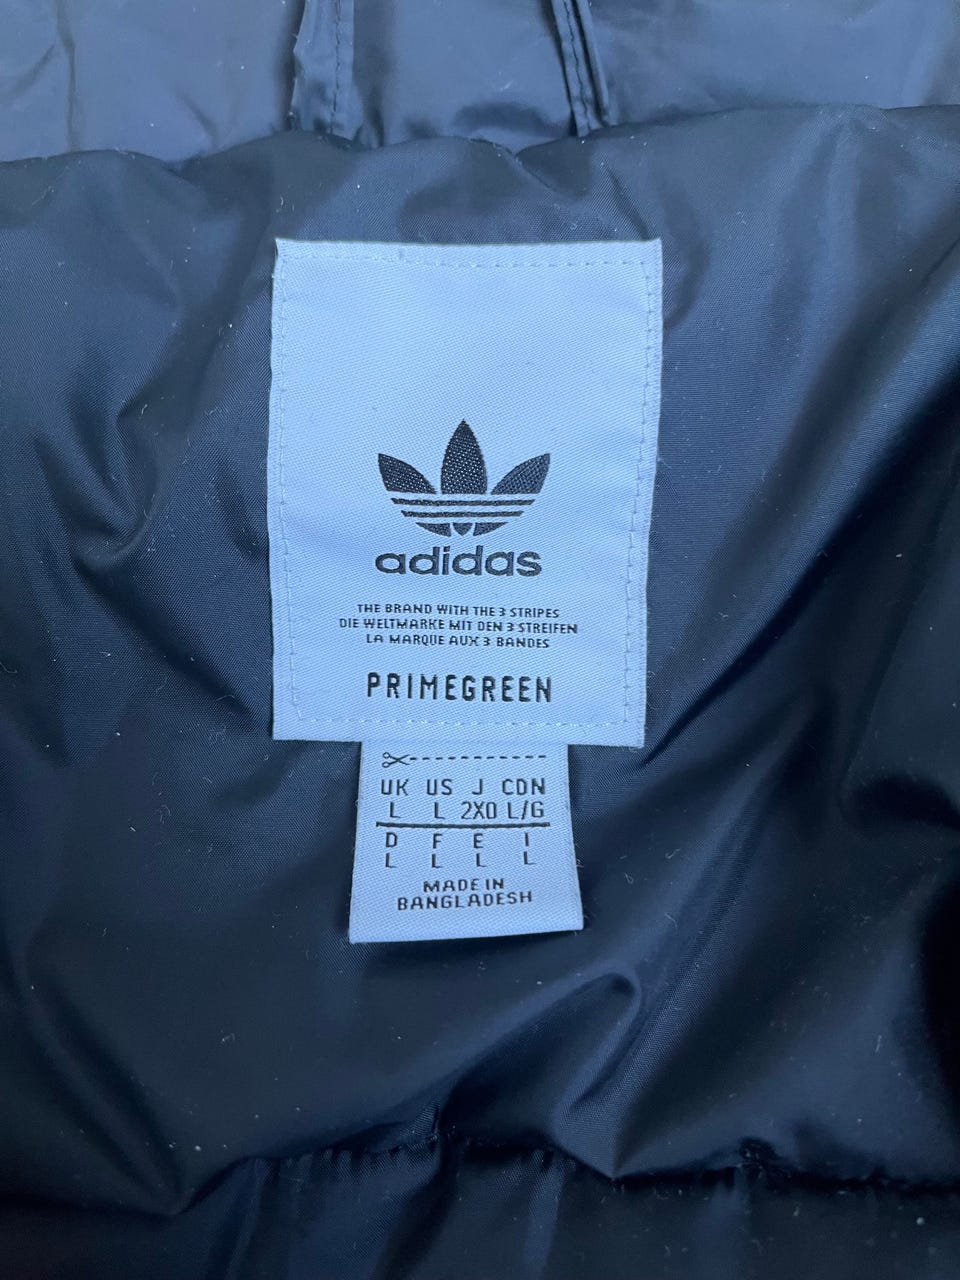 adidas
THE BRAND WITH THE 3 STRIPES
DIE WELTMARKE MIT DEN 3 STREIFEN
LA MARQUE AUX 3 BANDES
PRIMEGREEN
UK US J CDN
L L 2XO L/G
D F E I
L L L L
MADE IN
BANGLADESH